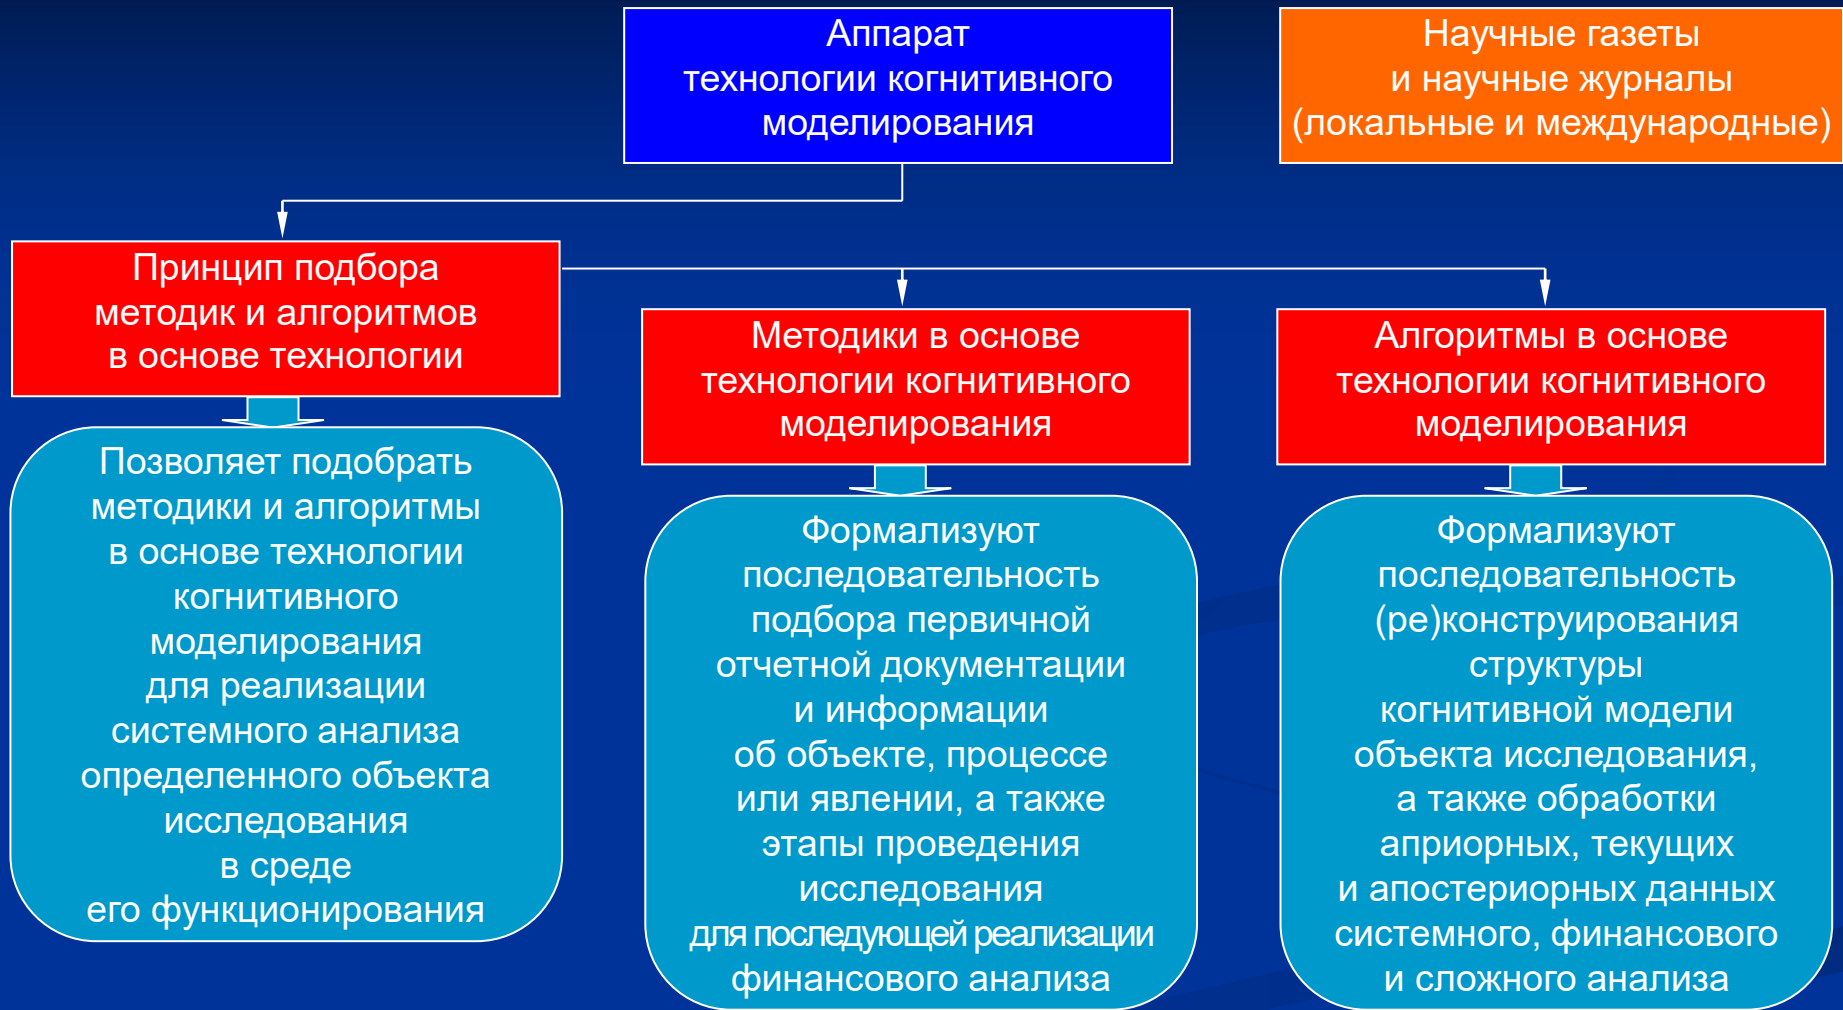 Аппарат
технологии когнитивного
моделирования
Научные газеты
и научные журналы
(локальные и международные)
Принцип подбора
методик и алгоритмов
в основе технологии
Методики в основе
технологии когнитивного
моделирования
Алгоритмы в основе
технологии когнитивного
моделирования
Позволяет подобрать
методики и алгоритмы
в основе технологии
когнитивного
моделирования
для реализации
системного анализа
определенного объекта
исследования
в среде
его функционирования
Формализуют
последовательность
подбора первичной
отчетной документации
и информации
об объекте, процессе
или явлении, а также
этапы проведения
исследования
для последующей реализации
финансового анализа
Формализуют
последовательность
(ре)конструирования
структуры
когнитивной модели
объекта исследования,
а также обработки
априорных, текущих
и апостериорных данных
системного, финансового
и сложного анализа